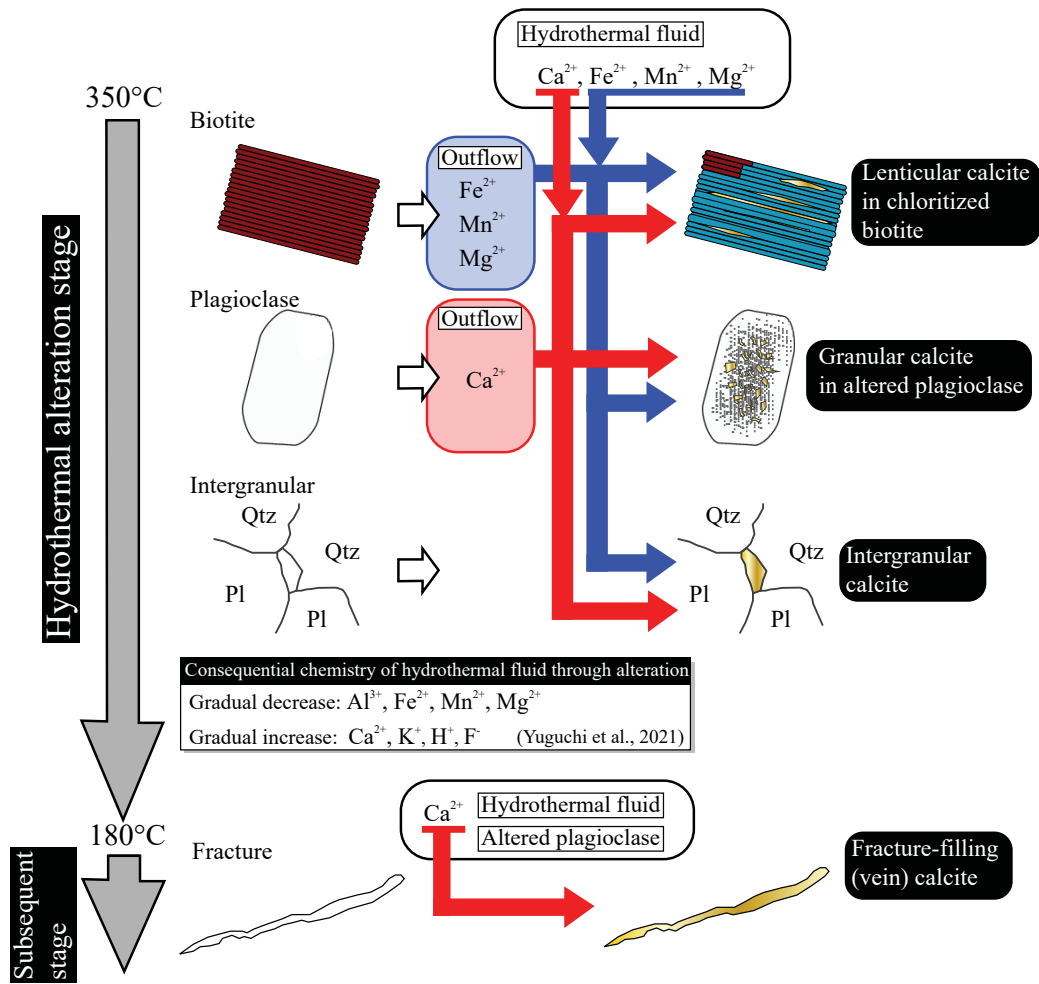 Hydrothermal fluid
Ca²⁺, Fe²⁺ , Mn²⁺ , Mg²⁺
350°C
Hydrothermal alteration stage
Biotite
Outflow
Fe²⁺
Mn²⁺
Mg²⁺
Lenticular calcite
in chloritized
biotite
Plagioclase
Outflow
Ca²⁺
Granular calcite
in altered plagioclase
Intergranular
Qtz
Qtz
Pl
Pl
Qtz
Qtz
Pl
Pl
Intergranular
calcite
Consequential chemistry of hydrothermal fluid through alteration
Gradual decrease: Al³⁺, Fe²⁺, Mn²⁺, Mg²⁺
Gradual increase: Ca²⁺, K⁺, H⁺, F⁻ (Yuguchi et al., 2021)
180°C
Subsequent
stage
Fracture
Ca²⁺ Hydrothermal fluid
Altered plagioclase
Fracture-filling
(vein) calcite